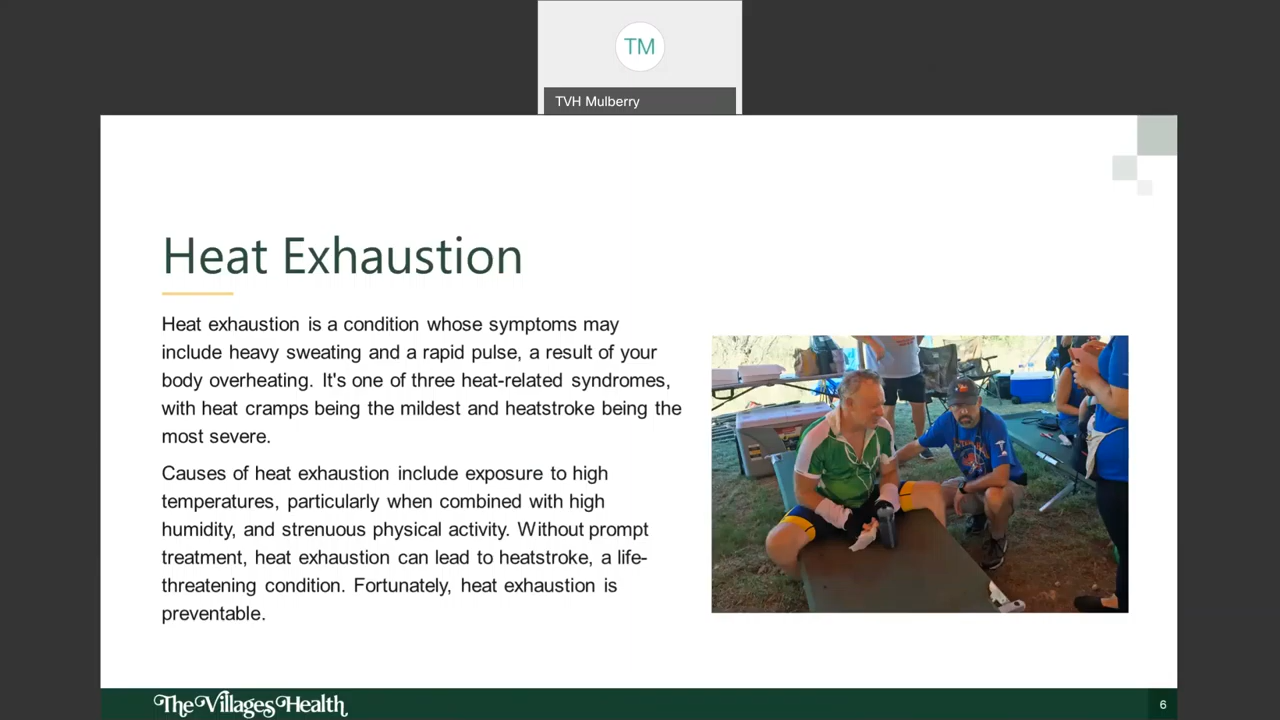 TM
TVH Mulberry
Heat Exhaustion
Heat exhaustion is a condition whose symptoms may
include heavy sweating and a rapid pulse, a result of your
body overheating. It's one of three heat-related syndromes,
with heat cramps being the mildest and heatstroke being the
most severe.
Causes of heat exhaustion include exposure to high
temperatures, particularly when combined with high
humidity, and strenuous physical activity. Without prompt
treatment, heat exhaustion can lead to heatstroke, a life-
threatening condition. Fortunately, heat exhaustion is
preventable.
The Villages Health
6